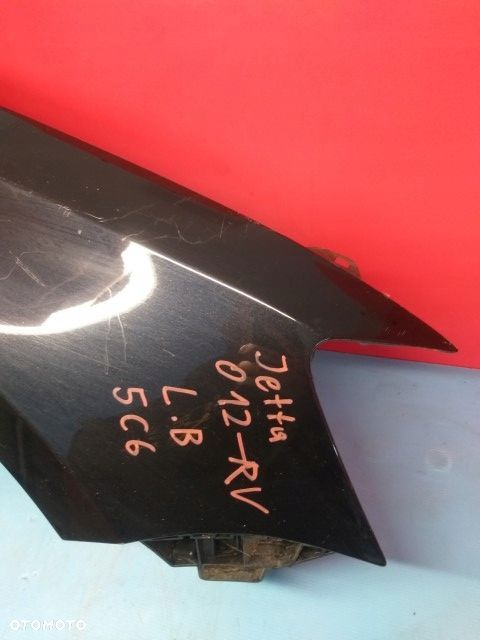 Jetta
012-RV
L.B
5C6
OTOMOTO